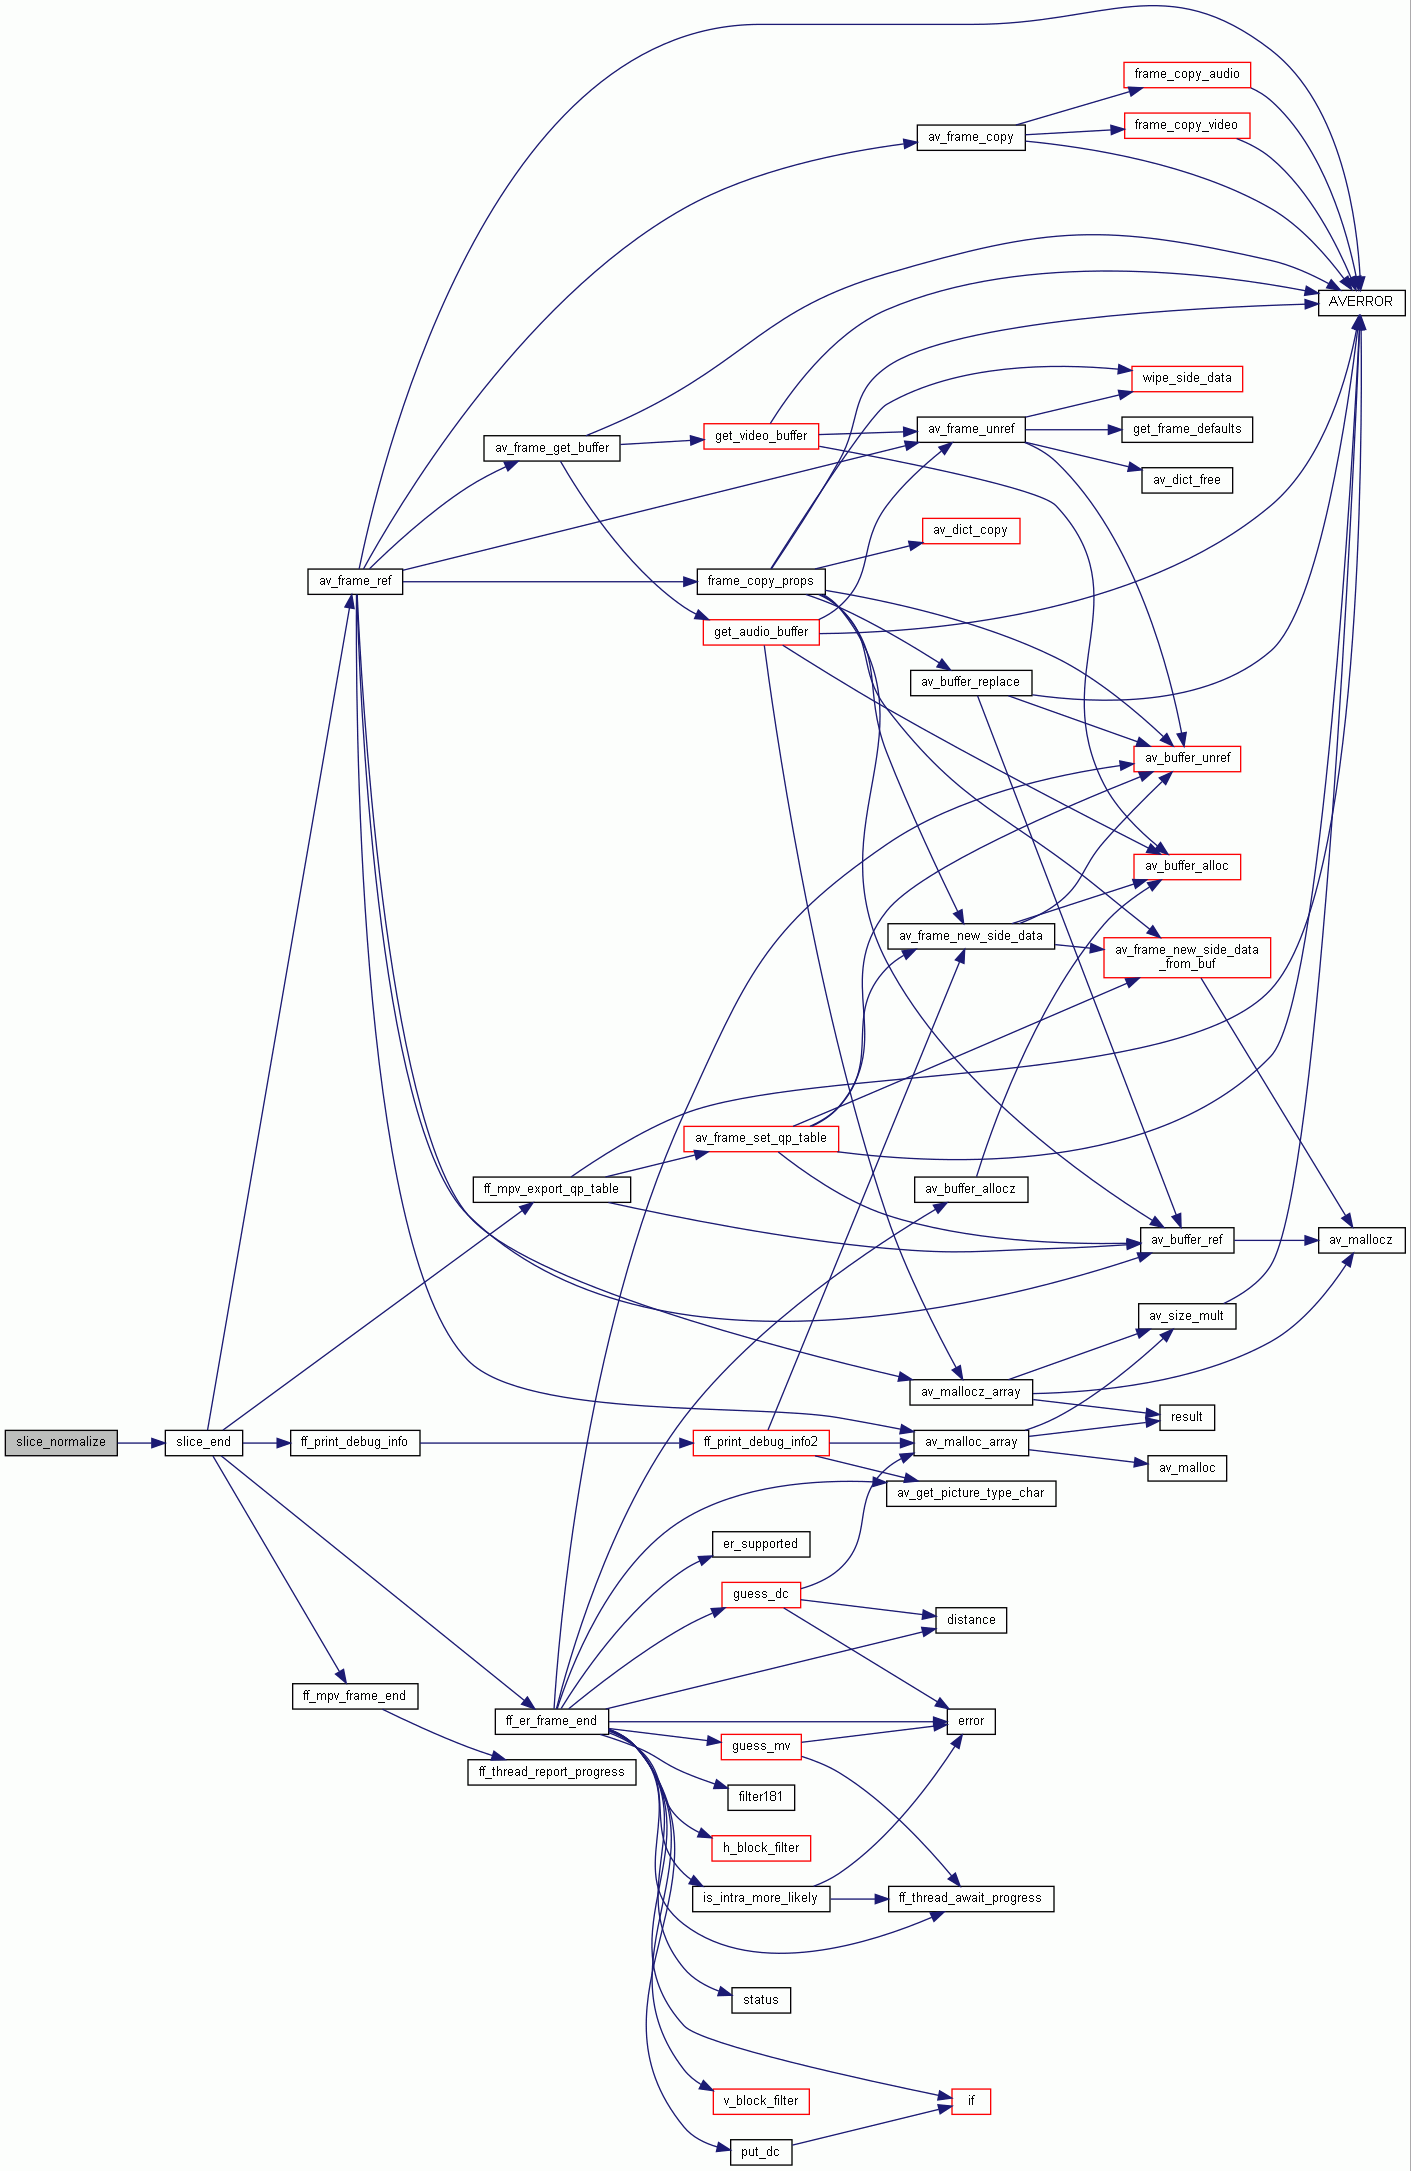 frame_copy_audio
frame_copy_video
av_frame_copy
AVERROR
wipe_side_data
av_frame_unref
get_frame_defaults
get_video_buffer
av_frame_get_buffer
av_dict_free
av_dict_copy
av_frame_ref
frame_copy_props
get_audio_buffer
av_buffer_replace
av_buffer_unref
av_buffer_alloc
av_frame_new_side_data
av_frame_new_side_data
_from_buf
av_frame_set_qp_table
ff_mpv_export_qp_table
av_buffer_allocz
av_buffer_ref
av_mallocz
av_size_mult
av_mallocz_array
result
slice_normalize
slice_end
ff_print_debug_info
ff_print_debug_info2
av_malloc_array
av_malloc
av_get_picture_type_char
er_supported
guess_dc
distance
ff_mpv_frame_end
ff_er_frame_end
error
guess_mv
ff_thread_report_progress
filter181
h_block_filter
is_intra_more_likely
ff_thread_await_progress
status
v_block_filter
if
put_dc